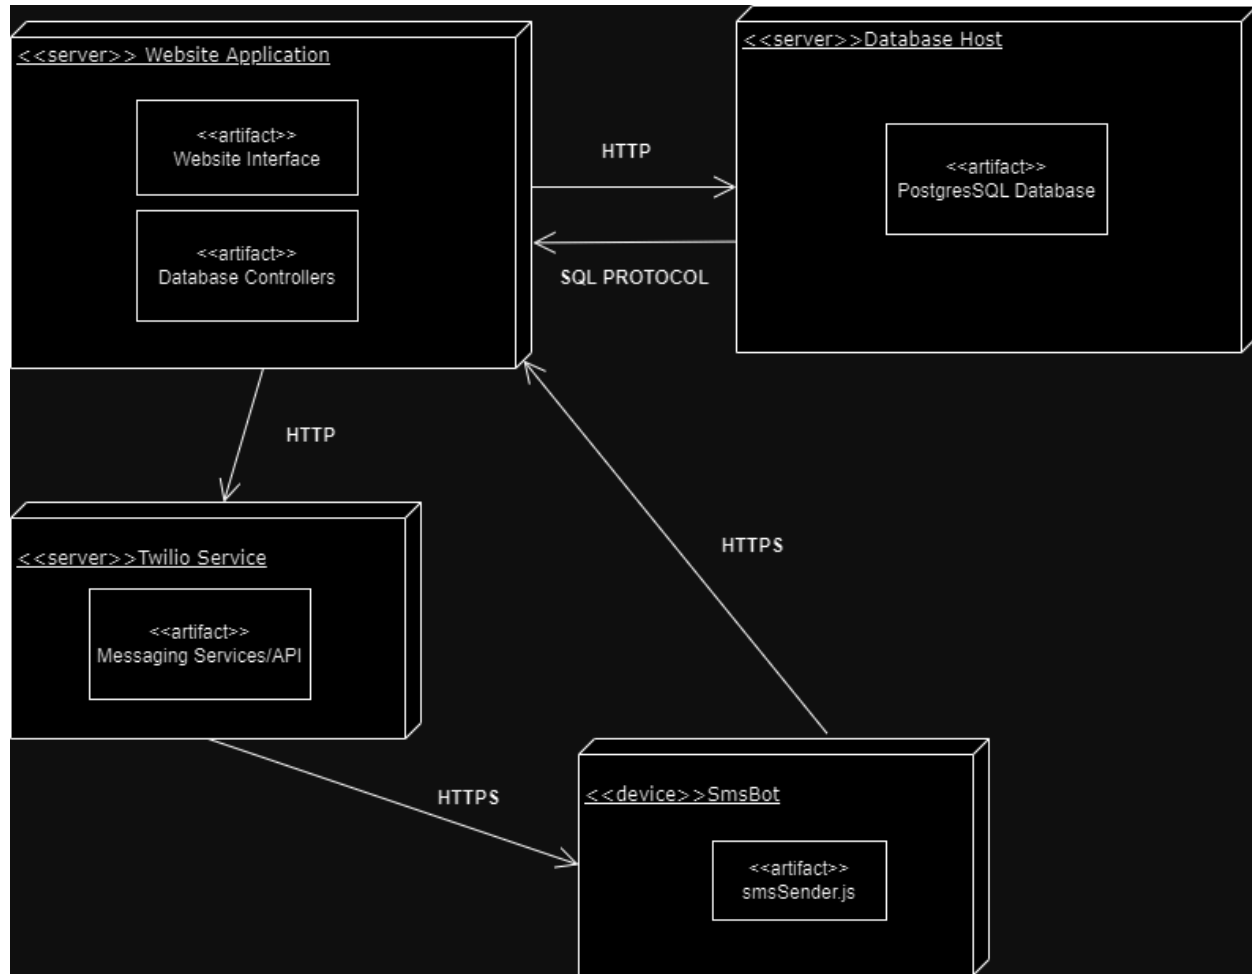 <<server>> Website Application
<<artifact>>
Website Interface
<<artifact>>
Database Controllers
HTTP
SQL PROTOCOL
<<server>>Database Host
<<artifact>>
PostgresSQL Database
HTTP
HTTPS
<<server>>Twilio Service
<<artifact>>
Messaging Services/API
HTTPS
<<device>>SmsBot
<<artifact>>
smsSender.js